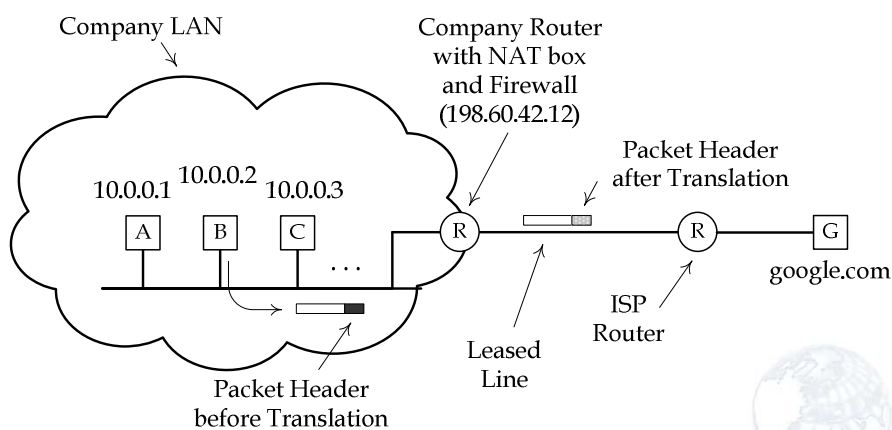 Company LAN
Company Router
with NAT box
and Firewall
(198.60.42.12)
Packet Header
after Translation
10.0.0.1
10.0.0.2
10.0.0.3
A
B
C
...
R
R
G
google.com
ISP
Router
Leased
Line
Packet Header
before Translation